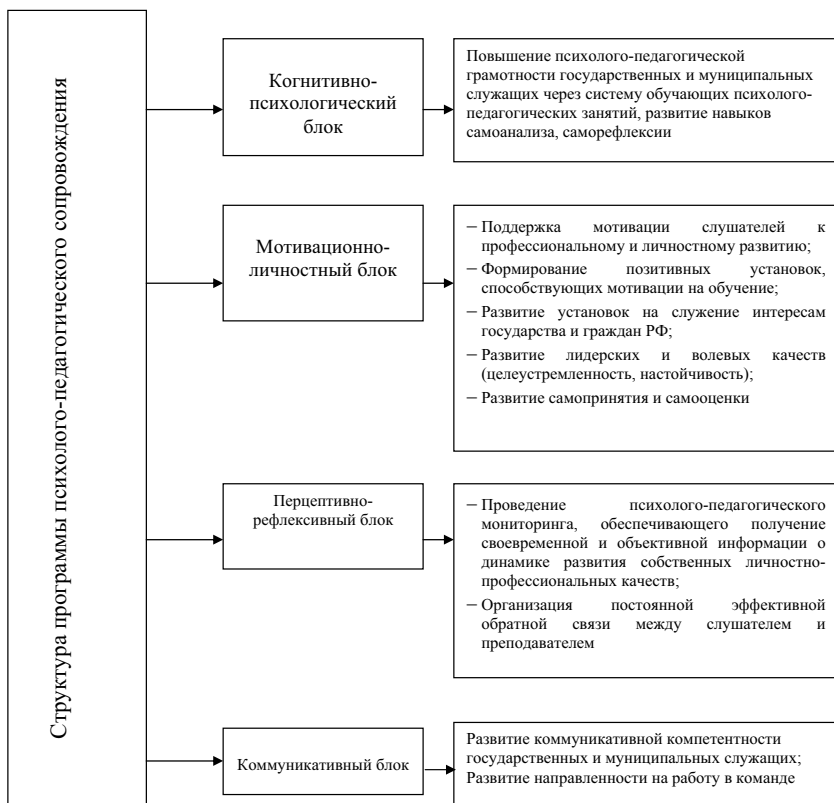 Структура программы психолого-педагогического сопровождения
Когнитивно-
психологический
блок
Повышение психолого-педагогической
грамотности государственных и муниципальных
служащих через систему обучающих психолого-
педагогических занятий, развитие навыков
самоанализа, саморефлексии
Мотивационно-
личностный блок
– Поддержка мотивации слушателей к
профессиональному и личностному развитию;
– Формирование позитивных установок,
способствующих мотивации на обучение;
– Развитие установок на служение интересам
государства и граждан РФ;
– Развитие лидерских и волевых качеств
(целеустремленность, настойчивость);
– Развитие самопринятия и самооценки
Перцептивно-
рефлексивный блок
– Проведение психолого-педагогического
мониторинга, обеспечивающего получение
своевременной и объективной информации о
динамике развития собственных личностно-
профессиональных качеств;
– Организация постоянной эффективной
обратной связи между слушателем и
преподавателем
Коммуникативный блок
Развитие коммуникативной компетентности
государственных и муниципальных служащих;
Развитие направленности на работу в команде